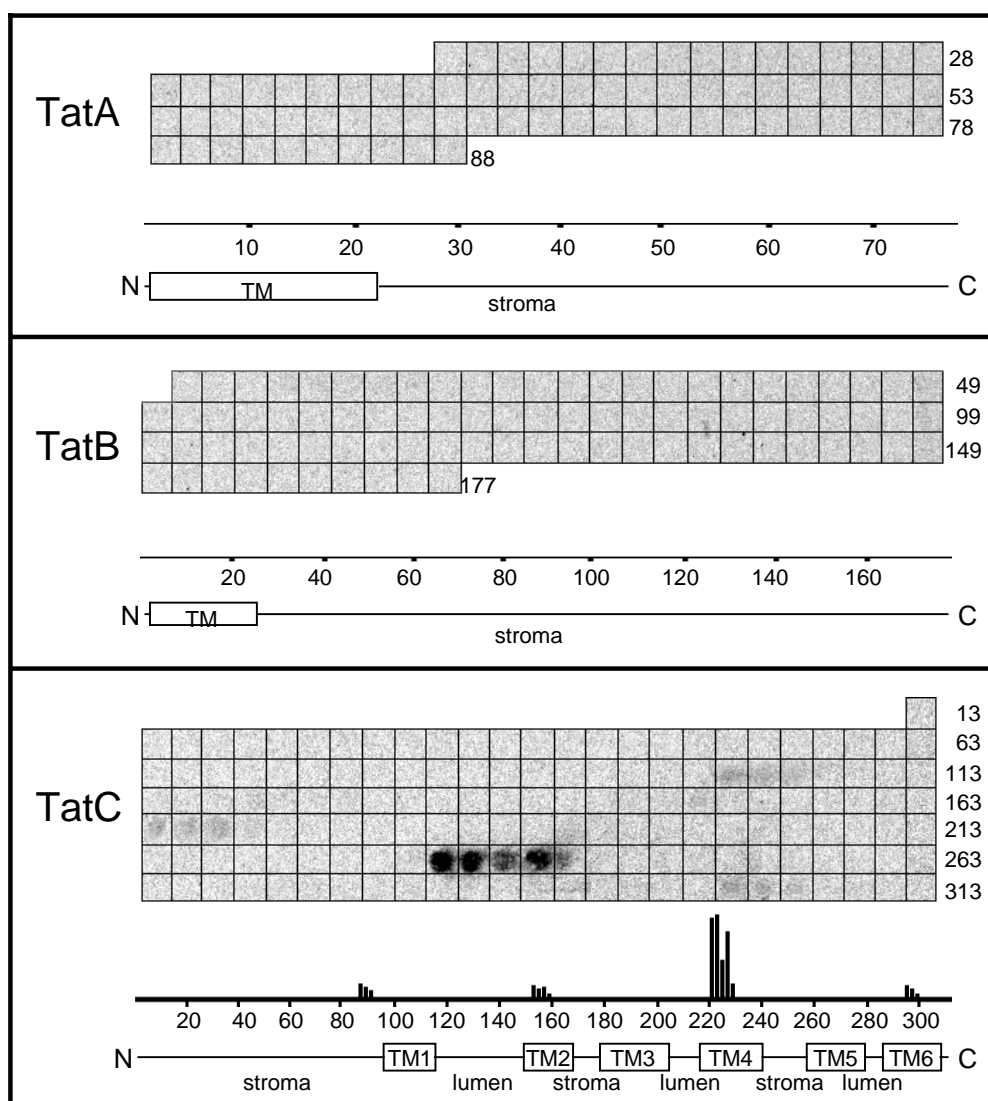 28
TatA
53
78
88
10 20 30 40 50 60 70
N TM C
stroma
49
TatB
99
149
177
20 40 60 80 100 120 140 160
N TM C
stroma
13
63
113
TatC
163
213
263
313
20 40 60 80 100 120 140 160 180 200 220 240 260 280 300
N TM1 TM2 TM3 TM4 TM5 TM6 C
stroma lumen stroma lumen stroma lumen